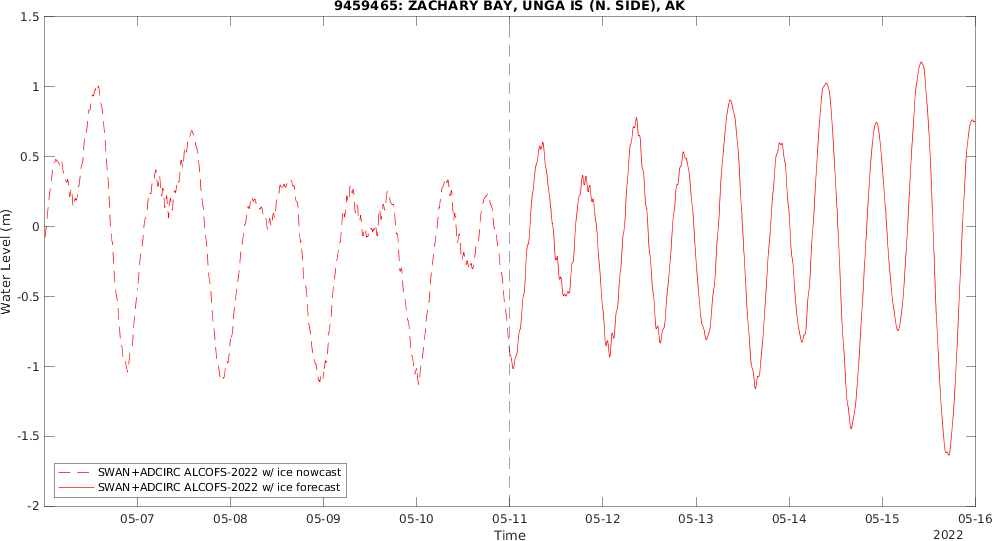 9459465: ZACHARY BAY, UNGA IS (N. SIDE), AK
1.5
1
0.5
0
-0.5
-1
-1.5
-2
Water Level (m)
SWAN+ADCIRC ALCOFS-2022 w/ ice nowcast
SWAN+ADCIRC ALCOFS-2022 w/ ice forecast
05-07 05-08 05-09 05-10 05-11 05-12 05-13 05-14 05-15 05-16
Time
2022